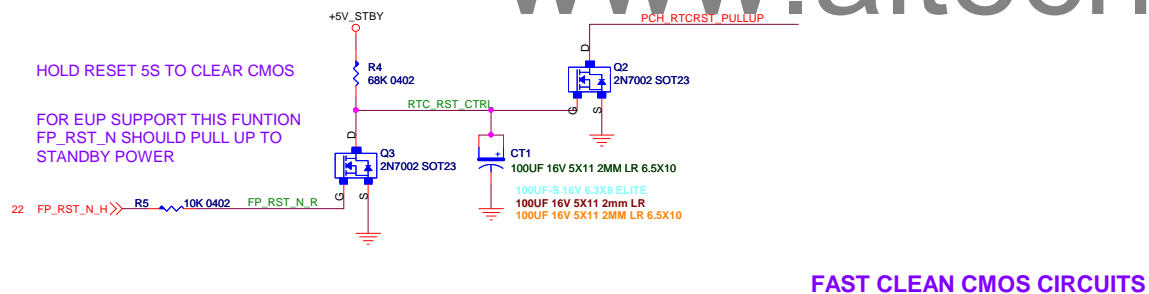 www.aitech
+5V_STBY
PCH_RTCRST_PULLUP
HOLD RESET 5S TO CLEAR CMOS
R4
68K 0402
D
Q2
2N7002 SOT23
RTC_RST_CTRL
G
S
FOR EUP SUPPORT THIS FUNTION
FP_RST_N SHOULD PULL UP TO
STANDBY POWER
D
Q3
2N7002 SOT23
+
CT1
100UF 16V 5X11 2MM LR 6.5X10
100UF-S 16V 6.3X8 ELITE
100UF 16V 5X11 2mm LR
100UF 16V 5X11 2MM LR 6.5X10
22 FP_RST_N_H
R5
10K 0402
FP_RST_N_R
G
S
FAST CLEAN CMOS CIRCUITS